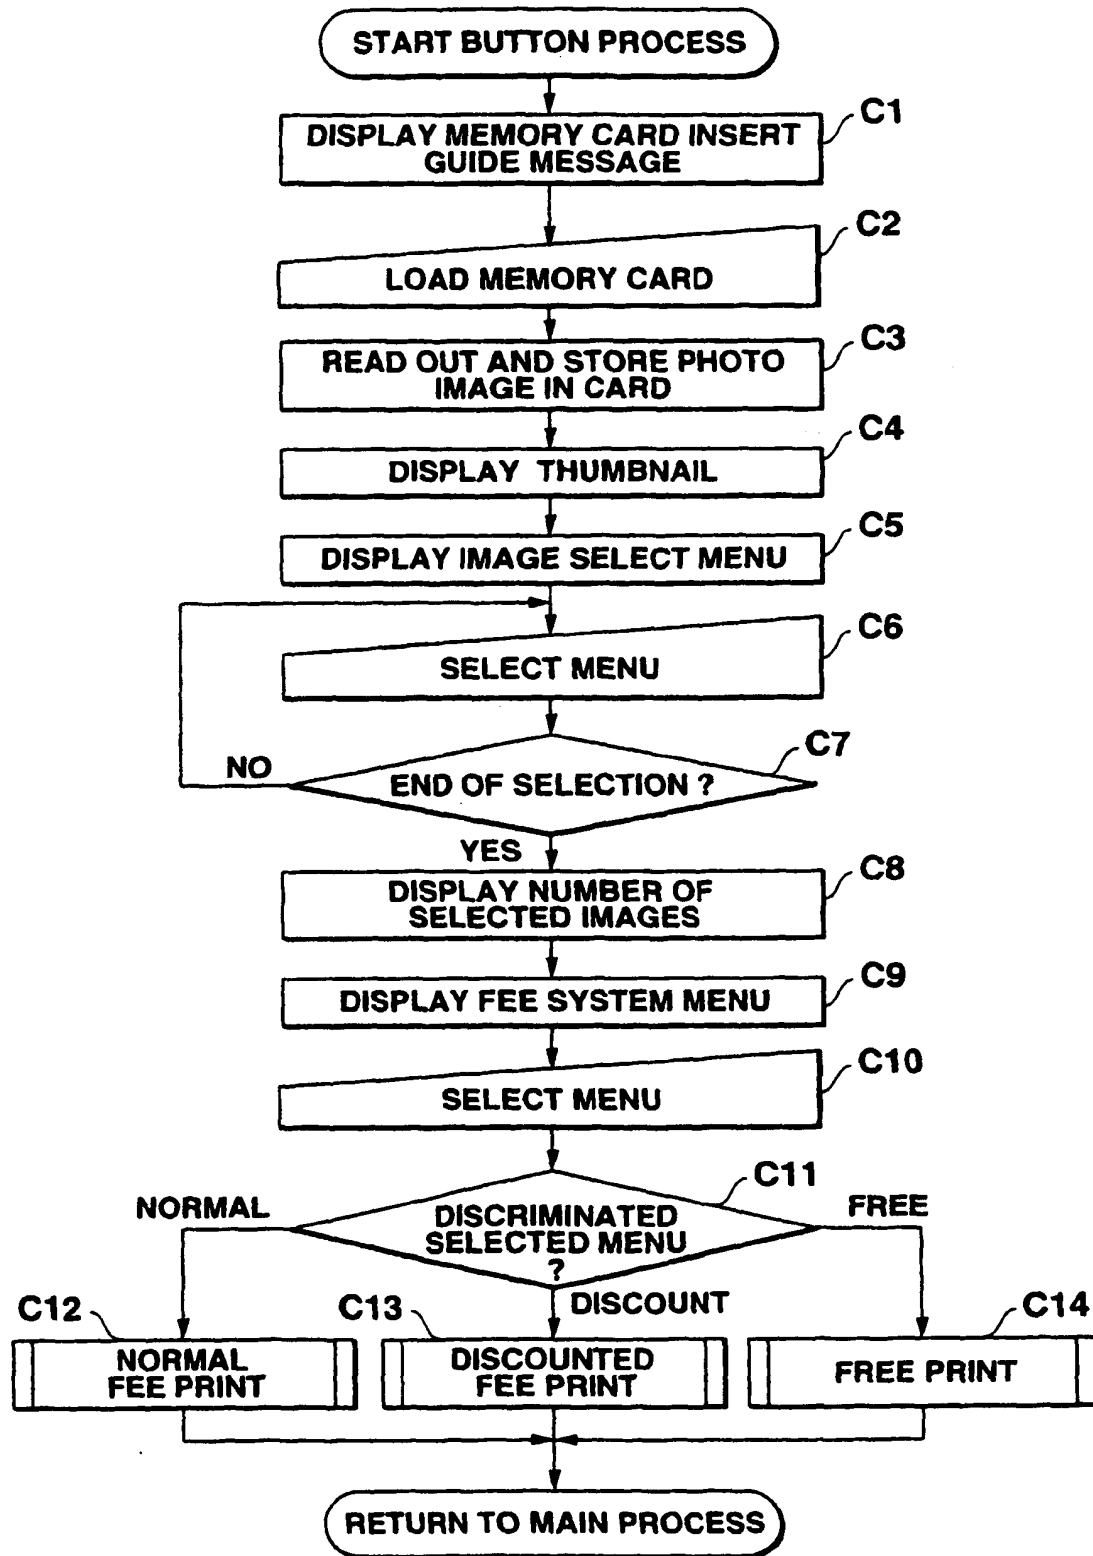 START BUTTON PROCESS
C1
DISPLAY MEMORY CARD INSERT
GUIDE MESSAGE
C2
LOAD MEMORY CARD
C3
READ OUT AND STORE PHOTO
IMAGE IN CARD
C4
DISPLAY THUMBNAIL
C5
DISPLAY IMAGE SELECT MENU
C6
SELECT MENU
C7
NO
END OF SELECTION ?
YES
C8
DISPLAY NUMBER OF
SELECTED IMAGES
C9
DISPLAY FEE SYSTEM MENU
C10
SELECT MENU
C11
NORMAL
FREE
DISCRIMINATED
SELECTED MENU
?
DISCOUNT
C12
C13
C14
NORMAL
FEE PRINT
DISCOUNTED
FEE PRINT
FREE PRINT
RETURN TO MAIN PROCESS